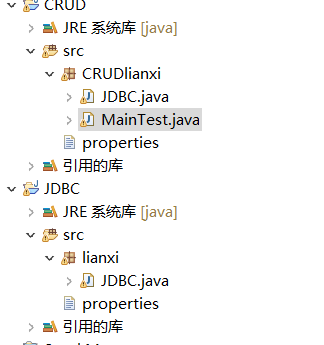 CRUD
JRE 系统库 [java]
src
CRUDlianxi
JDBC.java
MainTest.java
properties
引用的库
JDBC
JRE 系统库 [java]
src
lianxi
JDBC.java
properties
引用的库